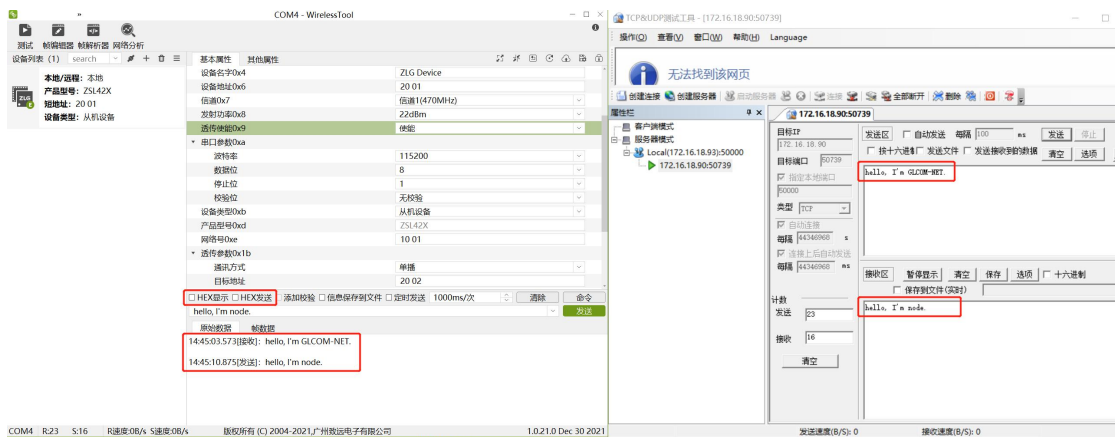 COM4 - WirelessTool
»
测试 帧编辑器 帧解析器 网络分析
设备列表 (1) search
本地/远程: 本地
产品型号: ZSL42X
短地址: 20 01
设备类型: 从机设备
基本属性 其他属性
设备名字0x4 ZLG Device
设备地址0x6 20 01
信道0x7 信道1(470MHz)
发射功率0x8 22dBm
透传使能0x9 使能
串口参数0xa
波特率 115200
数据位 8
停止位 1
校验位 无校验
设备类型0xb 从机设备
产品型号0xd ZSL42X
网络号0xe 10 01
透传参数0x1b
通讯方式 单播
目标地址 20 02
HEX显示 HEX发送 添加校验 信息保存到文件 定时发送 1000ms/次 清除 命令
hello, I'm node. 发送
原始数据 帧数据
14:45:03.573[接收]: hello, I'm GLCOM-NET.
14:45:10.875[发送]: hello, I'm node.
COM4 R:23 S:16 R速度:0B/s S速度:0B/s 版权所有 (C) 2004-2021,广州致远电子有限公司 1.0.21.0 Dec 30 2021
TCP&UDP测试工具 - [172.16.18.90:50739]
操作(O) 查看(V) 窗口(W) 帮助(H) Language
无法找到该网页
创建连接 创建服务器 启动服务器 连接 全部断开 删除
属性栏
客户端模式
服务器模式
Local(172.16.18.93):50000
172.16.18.90:50739
172.16.18.90:50739
目标IP
172.16.18.90
目标端口 50739
指定本地端口
50000
类型 TCP
自动连接
每隔 44346968 s
连接上后自动发送
每隔 44346968 ms
计数
发送 23
接收 16
清空
发送区 自动发送 每隔 100 ms 发送 停止
按十六进制 发送文件 发送接收到的数据 清空 选项
hello, I'm GLCOM-NET.
接收区 暂停显示 清空 保存 选项 十六进制
保存到文件(实时)
hello, I'm node.
发送速度(B/S): 0 接收速度(B/S): 0